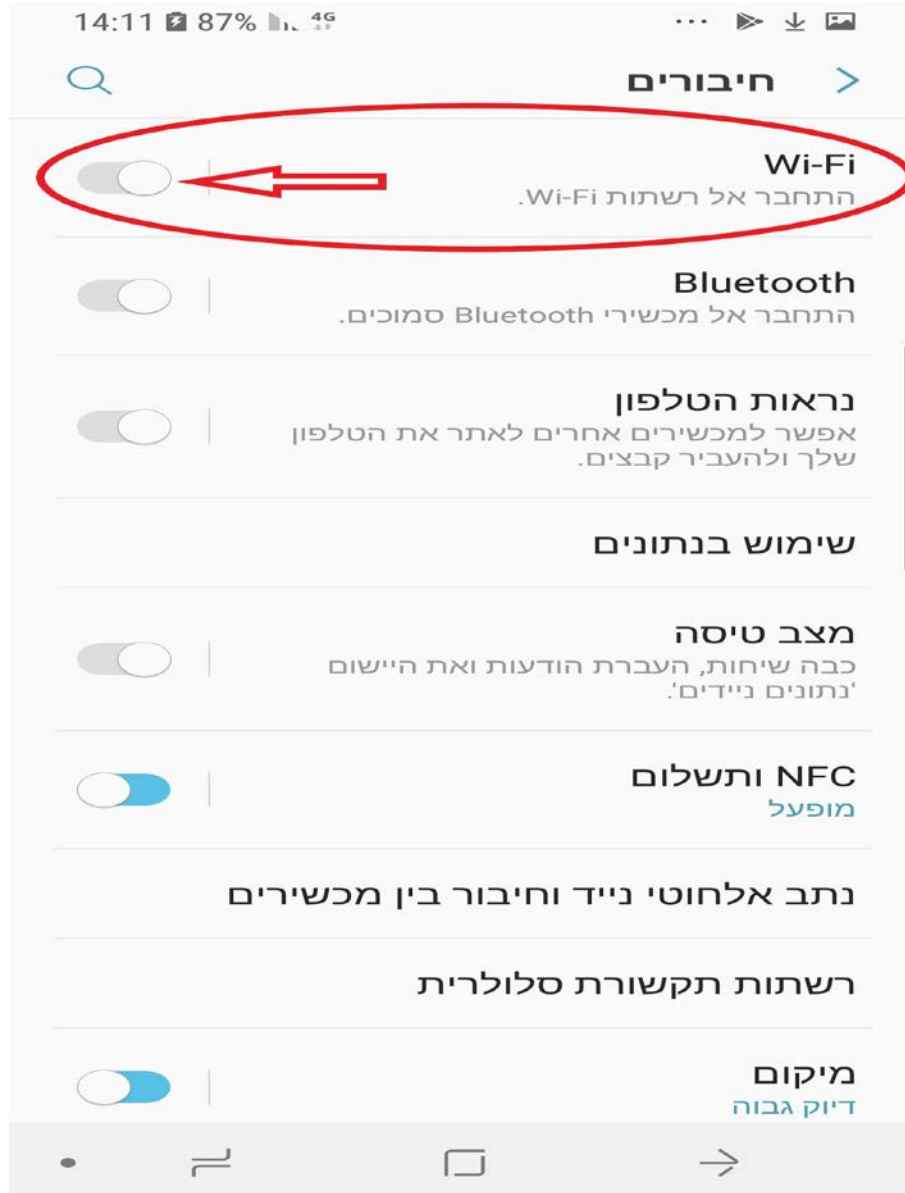 14:11 87% 4G
חיבורים
Wi-Fi
התחבר אל רשתות Wi-Fi.
Bluetooth
התחבר אל מכשירי Bluetooth סמוכים.
נראות הטלפון
אפשר למכשירים אחרים לאתר את הטלפון
שלך ולהעביר קבצים.
שימוש בנתונים
מצב טיסה
כבה שיחות, העברת הודעות ואת היישום
'נתונים ניידים'.
NFC ותשלום
מופעל
נתב אלחוטי נייד וחיבור בין מכשירים
רשתות תקשורת סלולרית
מיקום
דיוק גבוה